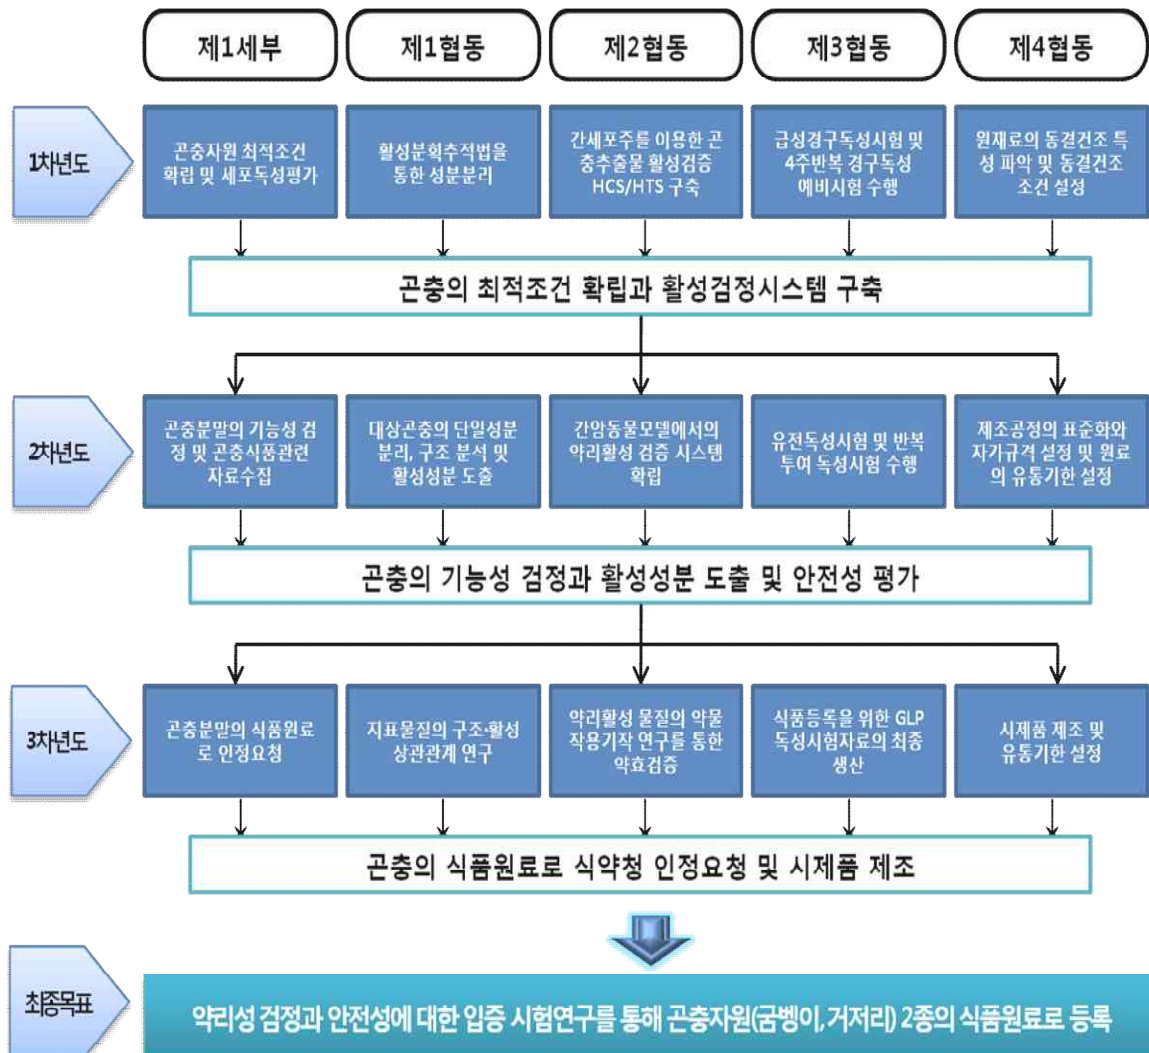 제1세부
제1협동
제2협동
제3협동
제4협동
1차년도
곤충자원 최적조건
확립 및 세포독성평가
활성분획추적법을
통한 성분분리
간세포주를 이용한 곤
충추출물 활성검증
HCS/HTS 구축
급성경구독성시험 및
4주반복 경구독성
예비시험 수행
원재료의 동결건조 특
성 파악 및 동결건조
조건 설정
곤충의 최적조건 확립과 활성검정시스템 구축
2차년도
곤충분말의 기능성 검
정 및 곤충식품관련
자료수집
대상곤충의 단일성분
분리, 구조 분석 및
활성성분 도출
간암동물모델에서의
약리활성 검증 시스템
확립
유전독성시험 및 반복
투여 독성시험 수행
제조공정의 표준화와
자가규격 설정 및 원료
의 유통기한 설정
곤충의 기능성 검정과 활성성분 도출 및 안전성 평가
3차년도
곤충분말의 식품원료
로 인정요청
지표물질의 구조·활성
상관관계 연구
약리활성 물질의 약물
작용기작 연구를 통한
약효검증
식품등록을 위한 GLP
독성시험자료의 최종
생산
시제품 제조 및
유통기한 설정
곤충의 식품원료로 식약청 인정요청 및 시제품 제조
최종목표
약리성 검정과 안전성에 대한 입증 시험연구를 통해 곤충자원(굼벵이,거저리) 2종의 식품원료로 등록